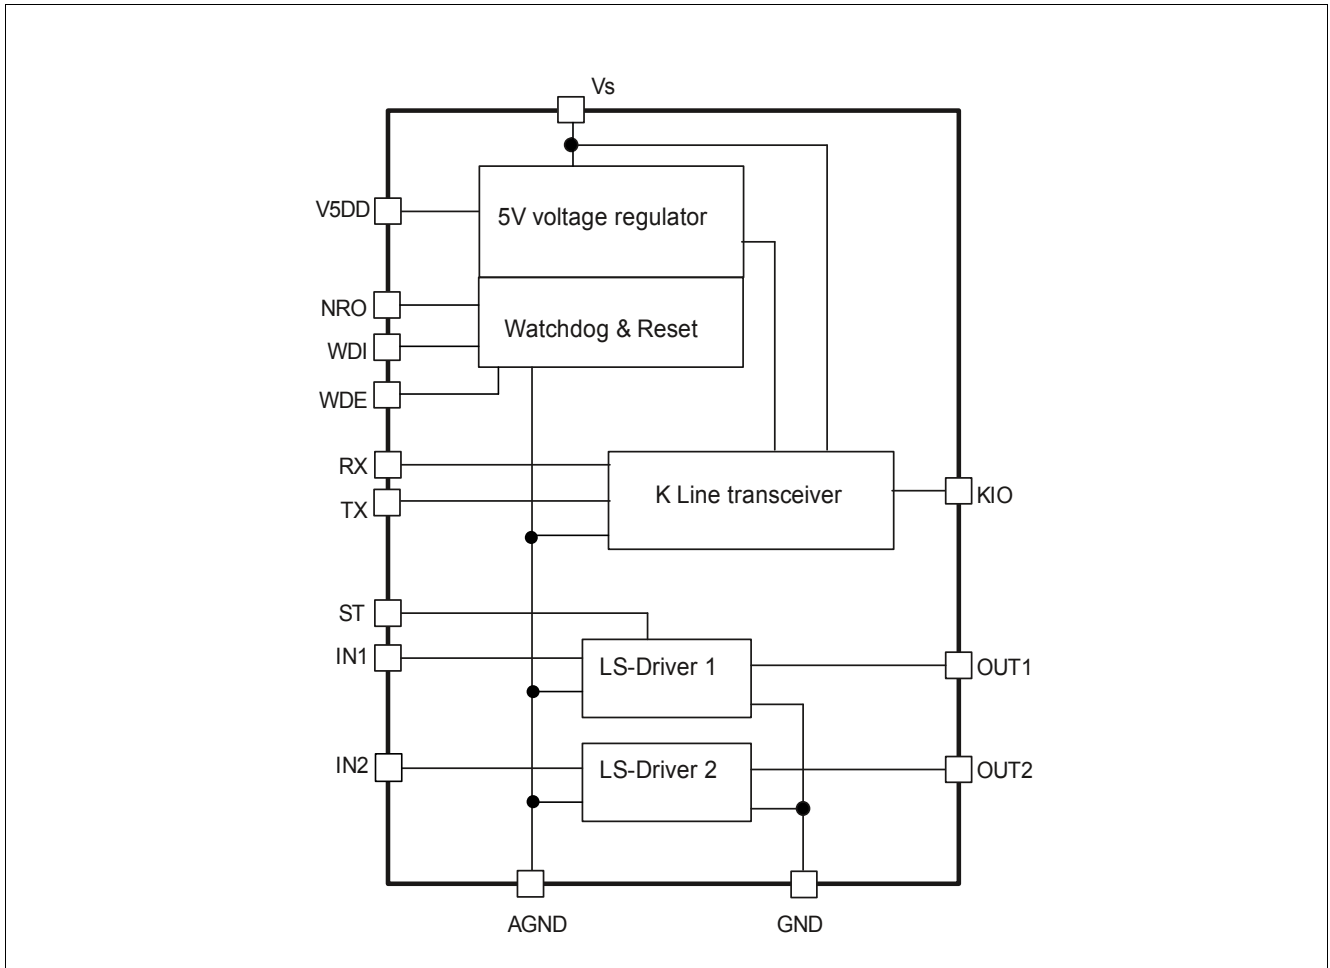 Vs
V5DD
5V voltage regulator
NRO
Watchdog & Reset
WDI
WDE
RX
K Line transceiver
KIO
TX
ST
IN1
LS-Driver 1
OUT1
IN2
LS-Driver 2
OUT2
AGND
GND